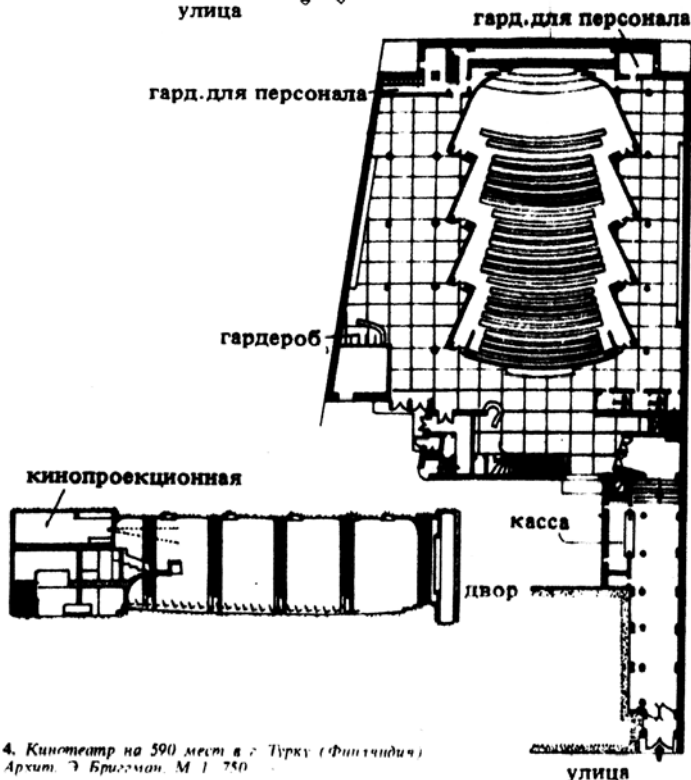 улица
гард.для персонала
гард.для персонала
гардероб
кинопроекционная
касса
двор
4. Кинотеатр на 590 мест в г. Турку (Финляндия)
Архит. Э. Бриггман. М 1:750
улица